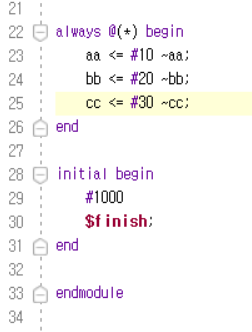 21
22 always @(*) begin
23 aa <= #10 ~aa;
24 bb <= #20 ~bb;
25 cc <= #30 ~cc;
26 end
27
28 initial begin
29 #1000
30 $finish;
31 end
32
33 endmodule
34